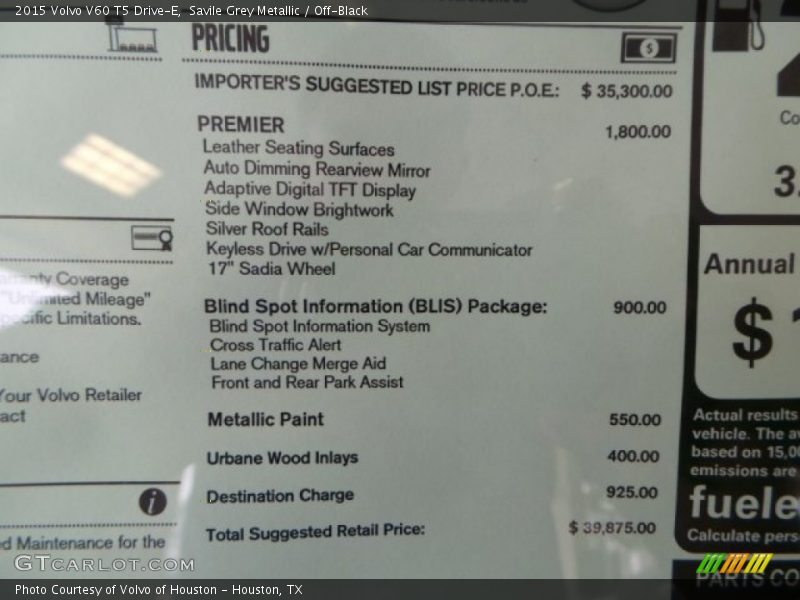 2015 Volvo V60 T5 Drive-E, Savile Grey Metallic / Off-Black
PRICING
$
IMPORTER'S SUGGESTED LIST PRICE P.O.E.: $ 35,300.00
PREMIER 1,800.00
Leather Seating Surfaces
Auto Dimming Rearview Mirror
Adaptive Digital TFT Display
Side Window Brightwork
Silver Roof Rails
Keyless Drive w/Personal Car Communicator
17" Sadia Wheel
Blind Spot Information (BLIS) Package: 900.00
Blind Spot Information System
Cross Traffic Alert
Lane Change Merge Aid
Front and Rear Park Assist
Metallic Paint 550.00
Urbane Wood Inlays 400.00
Destination Charge 925.00
Total Suggested Retail Price: $ 39,875.00
Coverage
"Unlimited Mileage"
Limitations.
Your Volvo Retailer
i
Maintenance for the
3.
Annual
$
Actual results
vehicle. The
based on
emissions are
Calculate
PARTS
GTCARLOT.COM
Photo Courtesy of Volvo of Houston - Houston, TX